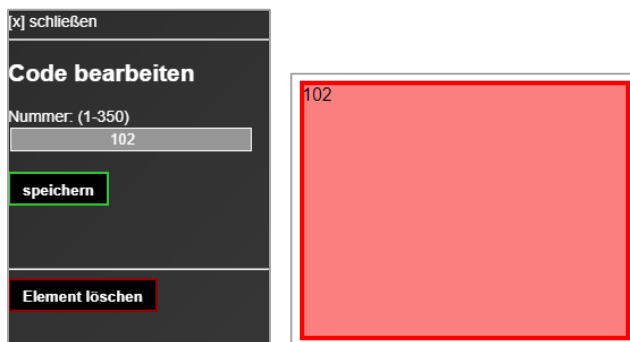 [x] schließen
Code bearbeiten
Nummer: (1-350)
102
speichern
Element löschen
102